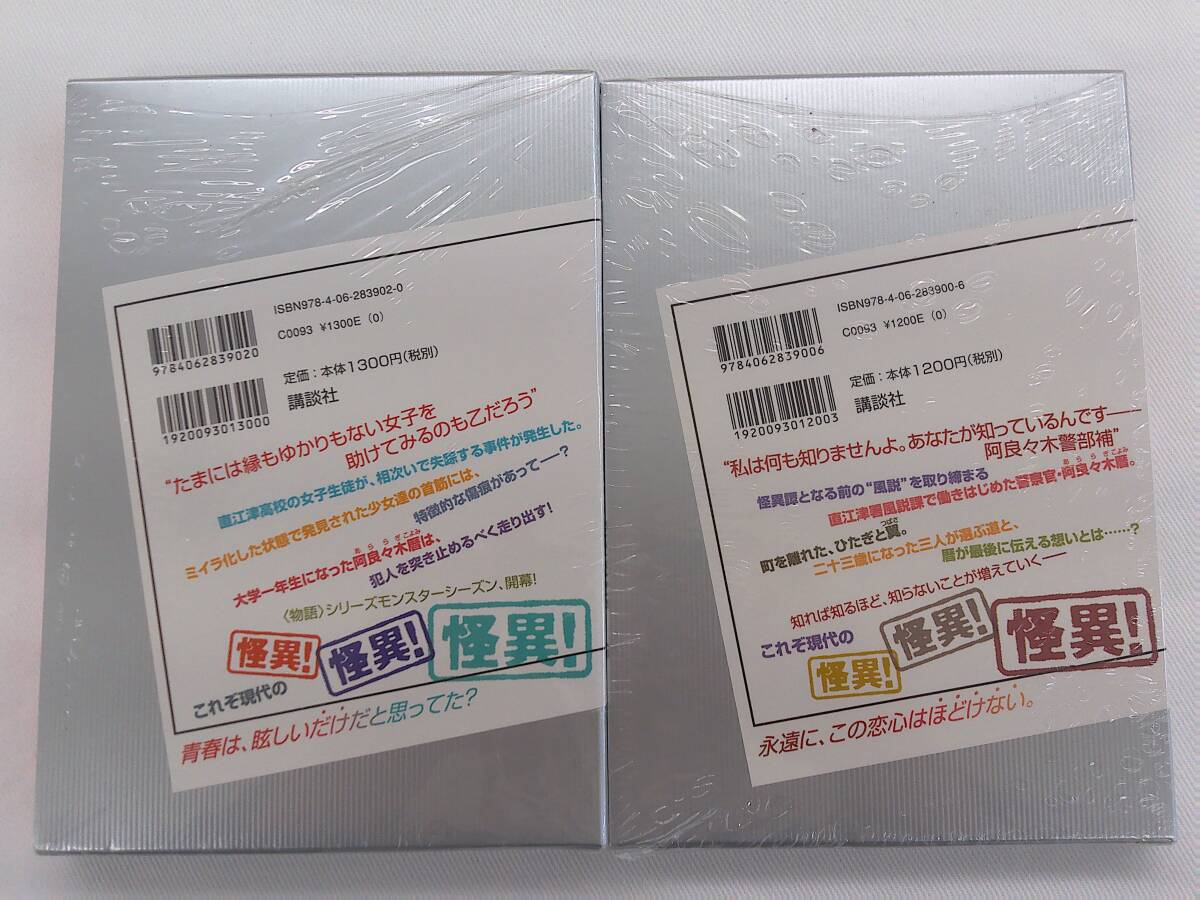 ISBN978-4-06-283902-0
C0093 ¥1300E (0)
9784062839020
定価：本体1300円(税別)
講談社
1920093013000
“たまには縁もゆかりもない女子を
助けてみるのも乙だろう”
直江津高校の女子生徒が、相次いで失踪する事件が発生した。
ミイラ化した状態で発見された少女達の首筋には、
特徴的な傷痕があって――?
大学一年生になった阿良々木暦は、
あららぎこよみ
犯人を突き止めるべく走り出す!
〈物語〉シリーズモンスターシーズン、開幕!
これぞ現代の
怪異!
怪異!
怪異!
青春は、眩しいだけだと思ってた?
ISBN978-4-06-283900-6
C0093 ¥1200E (0)
9784062839006
定価：本体1200円(税別)
講談社
1920093012003
“私は何も知りませんよ。あなたが知っているんです――
阿良々木警部補”
怪異譚となる前の“風説”を取り締まる
直江津署風説課で働きはじめた警察官・阿良々木暦。
あららぎこよみ
町を離れた、ひたぎと翼。
つばさ
二十三歳になった三人が選ぶ道と、
暦が最後に伝える想いとは……?
知れば知るほど、知らないことが増えていく――
これぞ現代の
怪異!
怪異!
怪異!
永遠に、この恋心はほどけない。